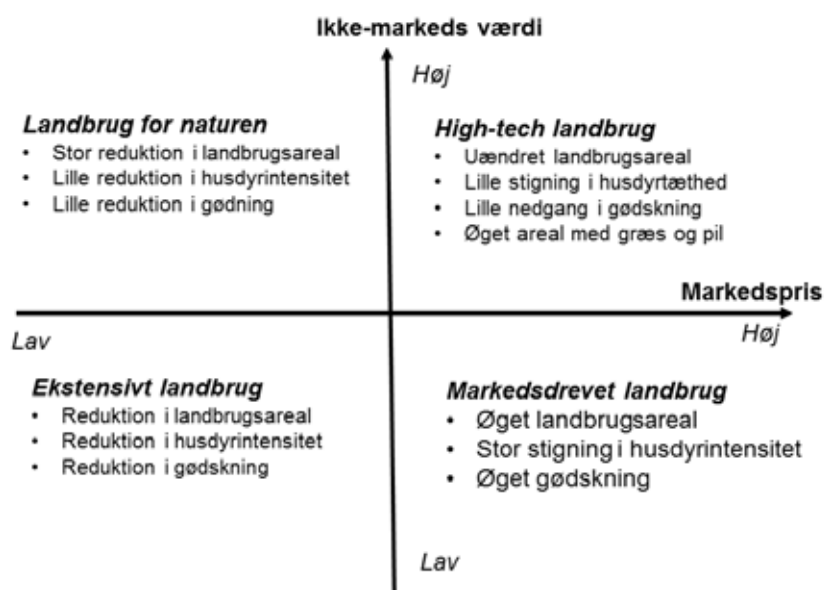 Ikke-markeds værdi
Høj
Landbrug for naturen
• Stor reduktion i landbrugsareal
• Lille reduktion i husdyrintensitet
• Lille reduktion i gødning
High-tech landbrug
• Uændret landbrugsareal
• Lille stigning i husdyrtæthed
• Lille nedgang i gødskning
• Øget areal med græs og pil
Markedspris
Lav
Høj
Ekstensivt landbrug
• Reduktion i landbrugsareal
• Reduktion i husdyrintensitet
• Reduktion i gødskning
Markedsdrevet landbrug
• Øget landbrugsareal
• Stor stigning i husdyrintensitet
• Øget gødskning
Lav